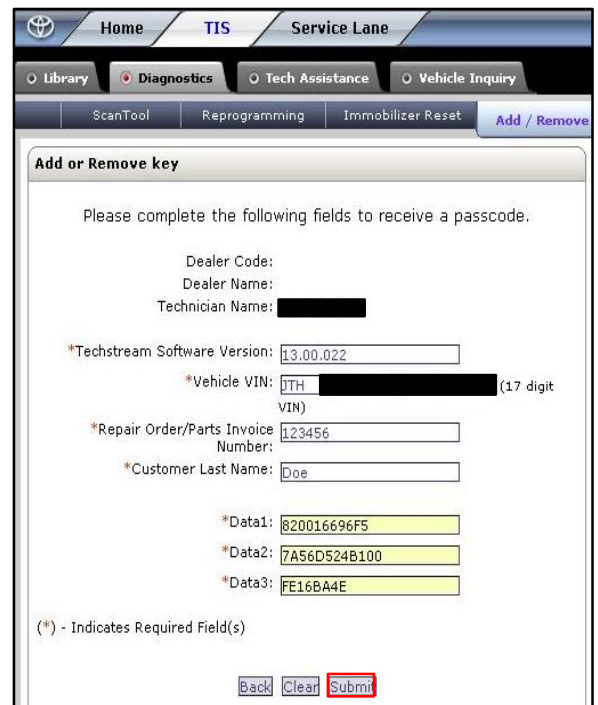 Home TIS Service Lane
Library Diagnostics Tech Assistance Vehicle Inquiry
ScanTool Reprogramming Immobilizer Reset Add / Remove
Add or Remove key
Please complete the following fields to receive a passcode.
Dealer Code:
Dealer Name:
Technician Name:
*Techstream Software Version: 13.00.022
*Vehicle VIN: JTH (17 digit
VIN)
*Repair Order/Parts Invoice 123456
Number:
*Customer Last Name: Doe
*Data1: 820016696F5
*Data2: 7A56D524B100
*Data3: FE16BA4E
(*) - Indicates Required Field(s)
Back Clear Submit